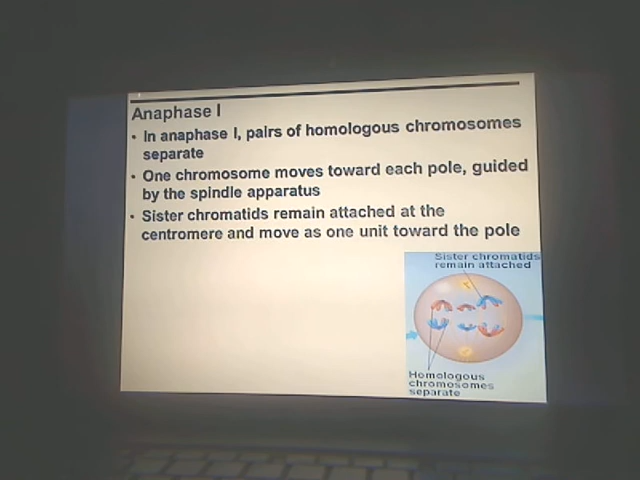 Anaphase I
• In anaphase I, pairs of homologous chromosomes
separate
• One chromosome moves toward each pole, guided
by the spindle apparatus
• Sister chromatids remain attached at the
centromere and move as one unit toward the pole
Sister chromatids
remain attached
Homologous
chromosomes
separate